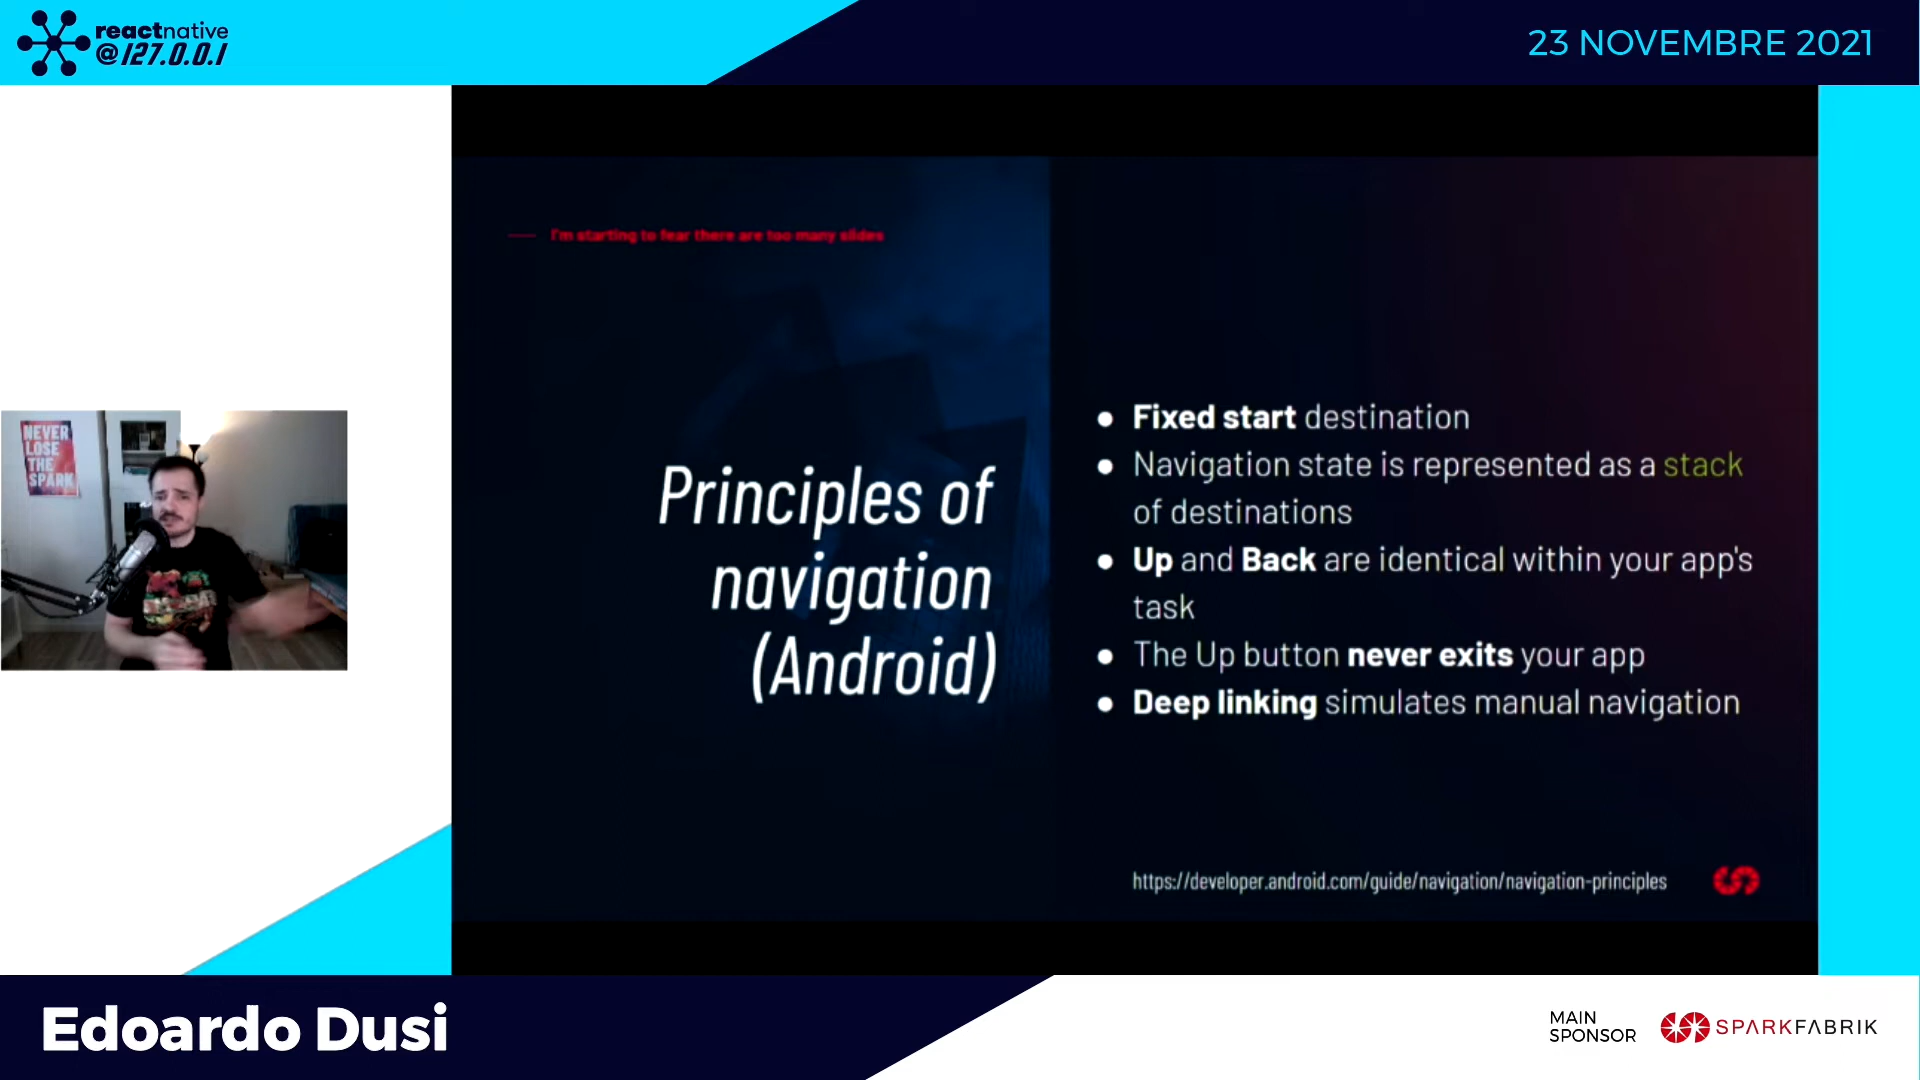 reactnative
@127.0.0.1
23 NOVEMBRE 2021
I'm starting to fear there are too many slides
Principles of
navigation
(Android)
● Fixed start destination
● Navigation state is represented as a stack
of destinations
● Up and Back are identical within your app's
task
● The Up button never exits your app
● Deep linking simulates manual navigation
https://developer.android.com/guide/navigation/navigation-principles
NEVER
LOSE
THE
SPARK
Edoardo Dusi
MAIN
SPONSOR
SPARKFABRIK